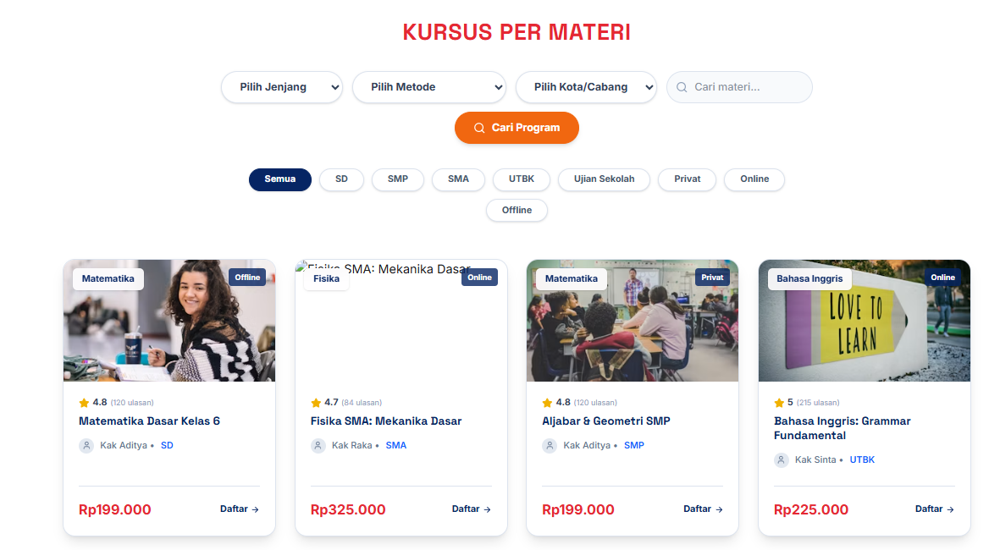 KURSUS PER MATERI
Pilih Jenjang
Pilih Metode
Pilih Kota/Cabang
Cari materi...
Cari Program
Semua
SD
SMP
SMA
UTBK
Ujian Sekolah
Privat
Online
Offline
Matematika
Offline
4.8 (120 ulasan)
Matematika Dasar Kelas 6
Kak Aditya • SD
Rp199.000
Daftar →
Fisika SMA: Mekanika Dasar
Fisika
Online
4.7 (84 ulasan)
Fisika SMA: Mekanika Dasar
Kak Raka • SMA
Rp325.000
Daftar →
Matematika
Privat
4.8 (120 ulasan)
Aljabar & Geometri SMP
Kak Aditya • SMP
Rp199.000
Daftar →
Bahasa Inggris
Online
LOVE TO
LEARN
5 (215 ulasan)
Bahasa Inggris: Grammar
Fundamental
Kak Sinta • UTBK
Rp225.000
Daftar →